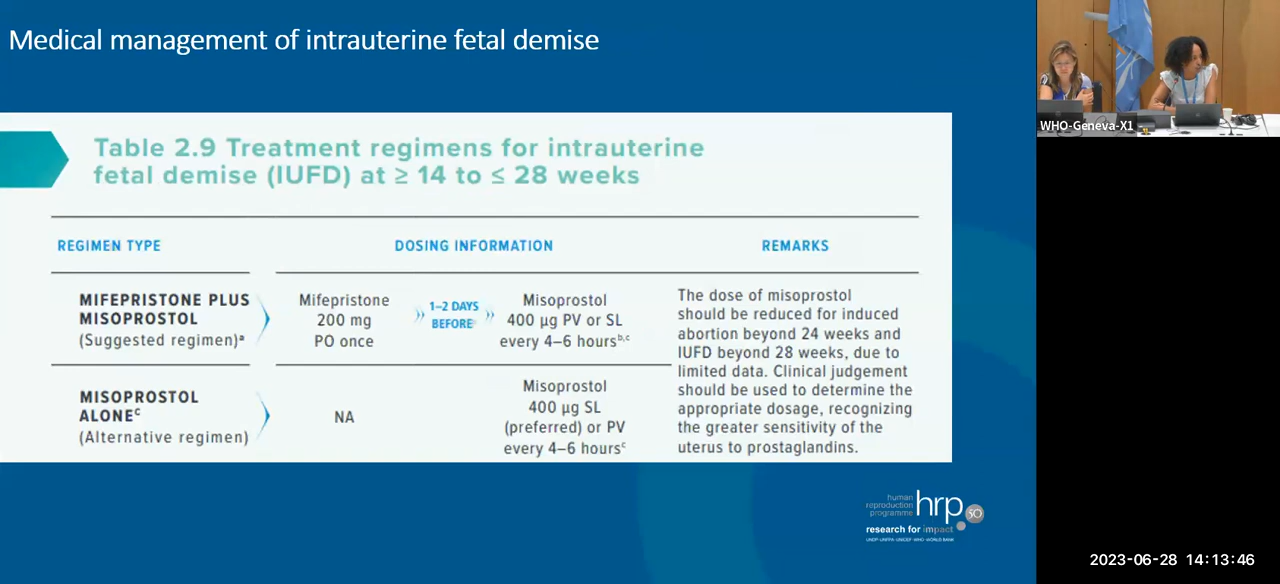 Medical management of intrauterine fetal demise
WHO-Geneva-X1
Table 2.9 Treatment regimens for intrauterine
fetal demise (IUFD) at ≥ 14 to ≤ 28 weeks
REGIMEN TYPE
DOSING INFORMATION
REMARKS
MIFEPRISTONE PLUS
MISOPROSTOL
(Suggested regimen)ᵃ
Mifepristone
200 mg
PO once
1–2 DAYS
BEFORE
Misoprostol
400 µg PV or SL
every 4–6 hoursᵇ,ᶜ
MISOPROSTOL
ALONEᶜ
(Alternative regimen)
NA
Misoprostol
400 µg SL
(preferred) or PV
every 4–6 hoursᶜ
The dose of misoprostol
should be reduced for induced
abortion beyond 24 weeks and
IUFD beyond 28 weeks, due to
limited data. Clinical judgement
should be used to determine the
appropriate dosage, recognizing
the greater sensitivity of the
uterus to prostaglandins.
human
reproduction
programme
hrp
50
research for impact
UNDP·UNFPA·UNICEF·WHO·WORLD BANK
2023-06-28 14:13:46